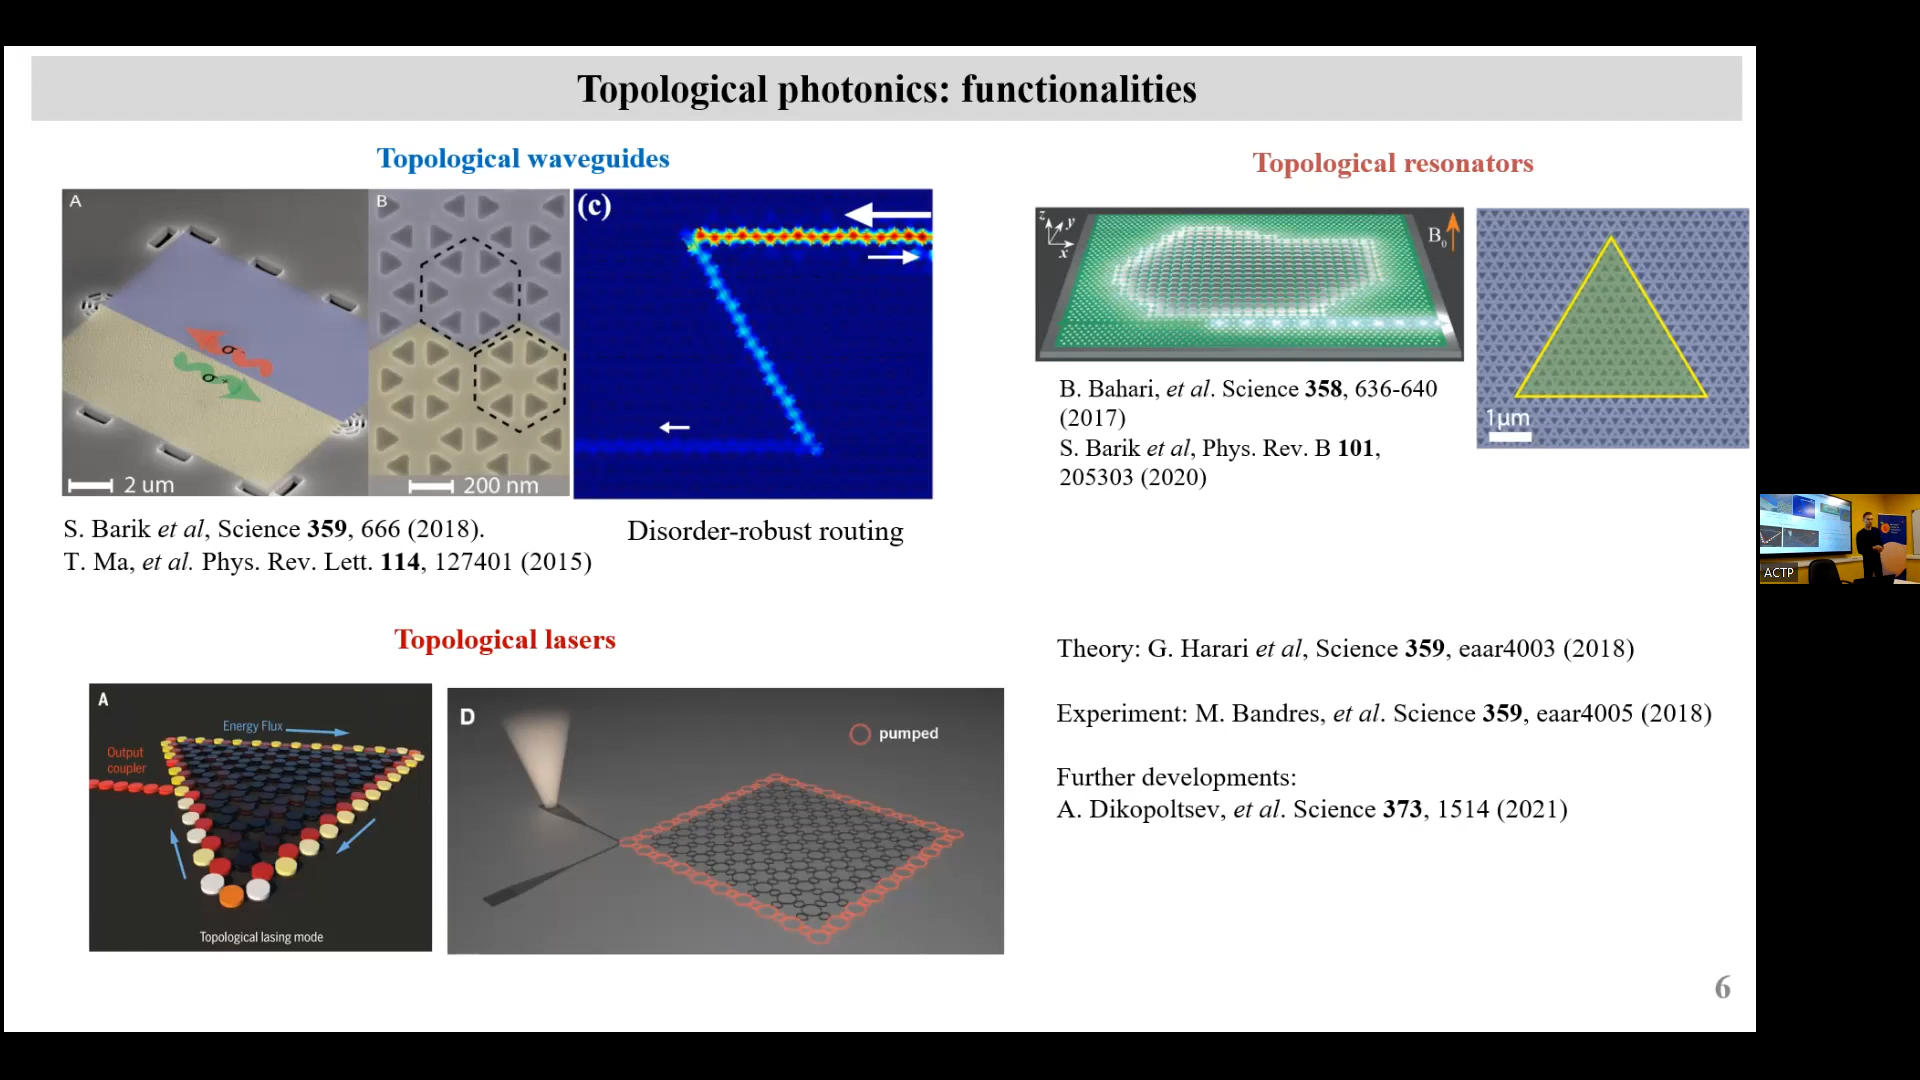 Topological photonics: functionalities
Topological waveguides
A
B
(c)
σ-
σ+
2 um
200 nm
S. Barik et al, Science 359, 666 (2018).
T. Ma, et al. Phys. Rev. Lett. 114, 127401 (2015)
Disorder-robust routing
Topological resonators
z
y
x
B0
1μm
B. Bahari, et al. Science 358, 636-640
(2017)
S. Barik et al, Phys. Rev. B 101,
205303 (2020)
Topological lasers
A
Energy Flux
Output
coupler
Topological lasing mode
D
pumped
Theory: G. Harari et al, Science 359, eaar4003 (2018)
Experiment: M. Bandres, et al. Science 359, eaar4005 (2018)
Further developments:
A. Dikopoltsev, et al. Science 373, 1514 (2021)
6
ACTP